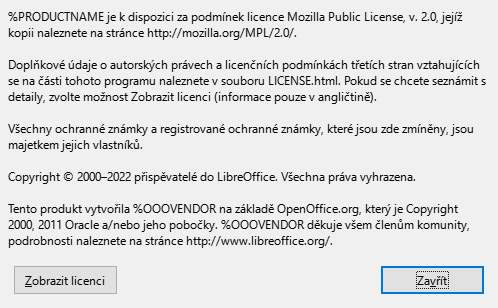 %PRODUCTNAME je k dispozici za podmínek licence Mozilla Public License, v. 2.0, jejíž
kopii naleznete na stránce http://mozilla.org/MPL/2.0/.
Doplňkové údaje o autorských právech a licenčních podmínkách třetích stran vztahujících
se na části tohoto programu naleznete v souboru LICENSE.html. Pokud se chcete seznámit s
detaily, zvolte možnost Zobrazit licenci (informace pouze v angličtině).
Všechny ochranné známky a registrované ochranné známky, které jsou zde zmíněny, jsou
majetkem jejich vlastníků.
Copyright © 2000–2022 přispěvatelé do LibreOffice. Všechna práva vyhrazena.
Tento produkt vytvořila %OOOVENDOR na základě OpenOffice.org, který je Copyright
2000, 2011 Oracle a/nebo jeho pobočky. %OOOVENDOR děkuje všem členům komunity,
podrobnosti naleznete na stránce http://www.libreoffice.org/.
Zobrazit licenci
Zavřít